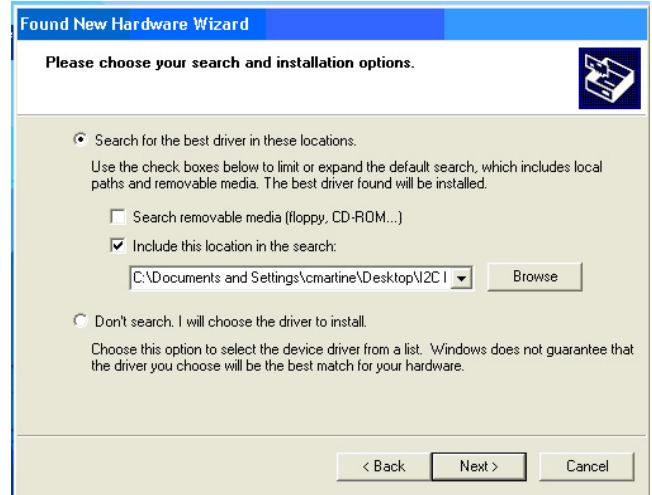 Found New Hardware Wizard
Please choose your search and installation options.
Search for the best driver in these locations.
Use the check boxes below to limit or expand the default search, which includes local
paths and removable media. The best driver found will be installed.
Search removable media (floppy, CD-ROM...)
Include this location in the search:
C:\Documents and Settings\cmartine\Desktop\I2C I
Browse
Don't search. I will choose the driver to install.
Choose this option to select the device driver from a list. Windows does not guarantee that
the driver you choose will be the best match for your hardware.
< Back
Next >
Cancel